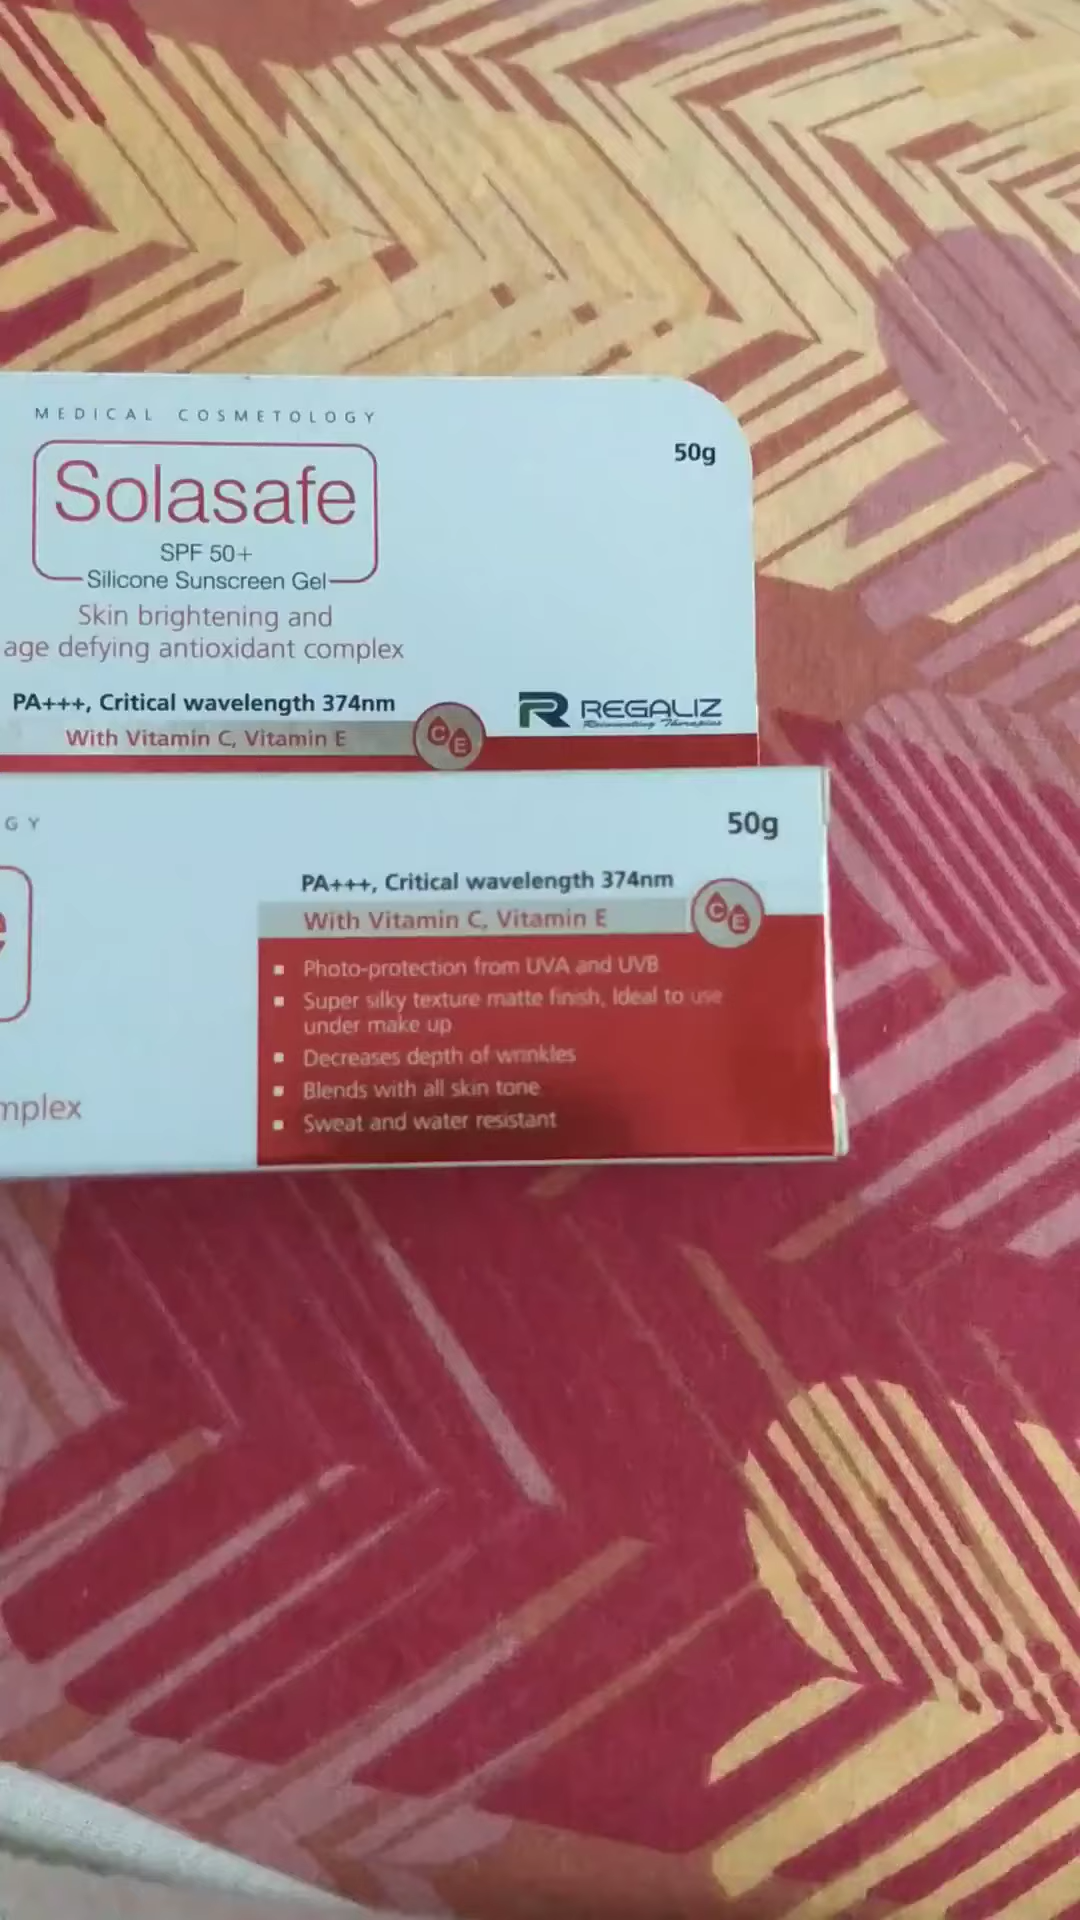 MEDICAL COSMETOLOGY
50g
Solasafe
SPF 50+
Silicone Sunscreen Gel
Skin brightening and
age defying antioxidant complex
PA+++, Critical wavelength 374nm
With Vitamin C, Vitamin E
C E
REGALIZ
Reinventing Therapies
GY
50g
e
mplex
PA+++, Critical wavelength 374nm
With Vitamin C, Vitamin E
C E
Photo-protection from UVA and UVB
Super silky texture matte finish, Ideal to use
under make up
Decreases depth of wrinkles
Blends with all skin tone
Sweat and water resistant